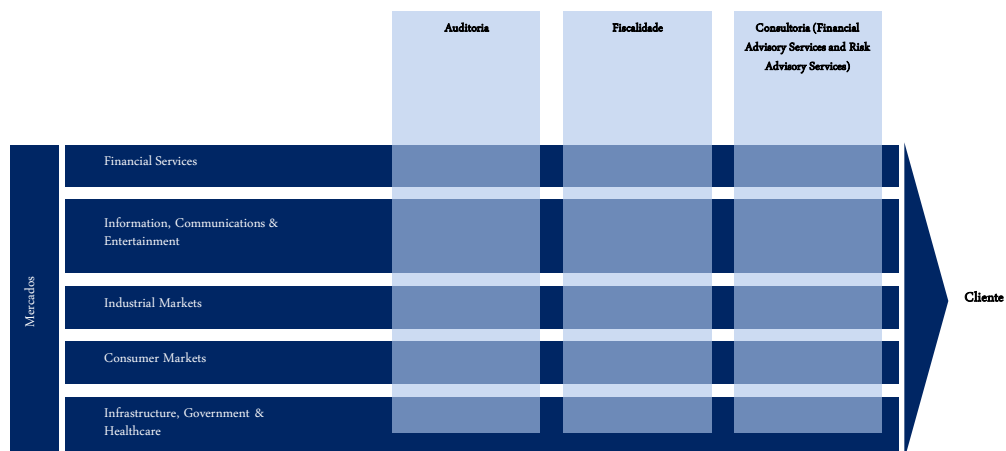 Auditoria
Fiscalidade
Consultoria (Financial
Advisory Services and Risk
Advisory Services)
Mercados
Financial Services
Information, Communications &
Entertainment
Industrial Markets
Consumer Markets
Infrastructure, Government &
Healthcare
Cliente